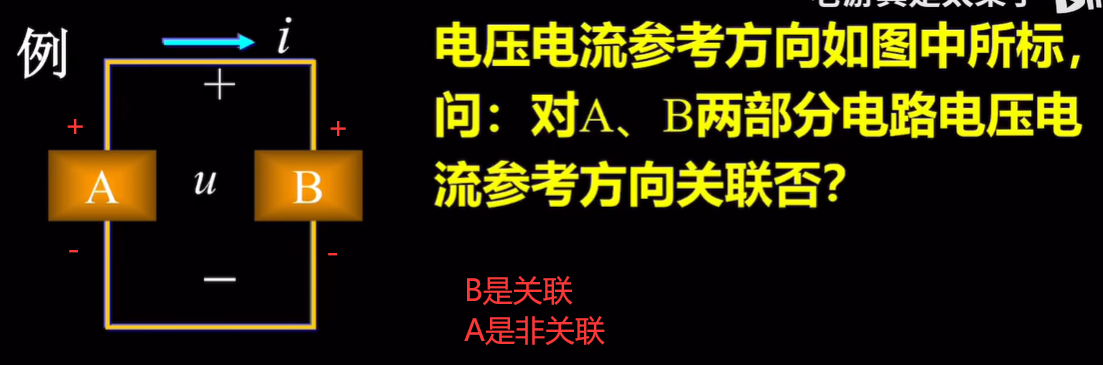 例
i
电压电流参考方向如图中所标，
问：对A、B两部分电路电压电
流参考方向关联否？
+
+ +
A u B
- -
—
B是关联
A是非关联